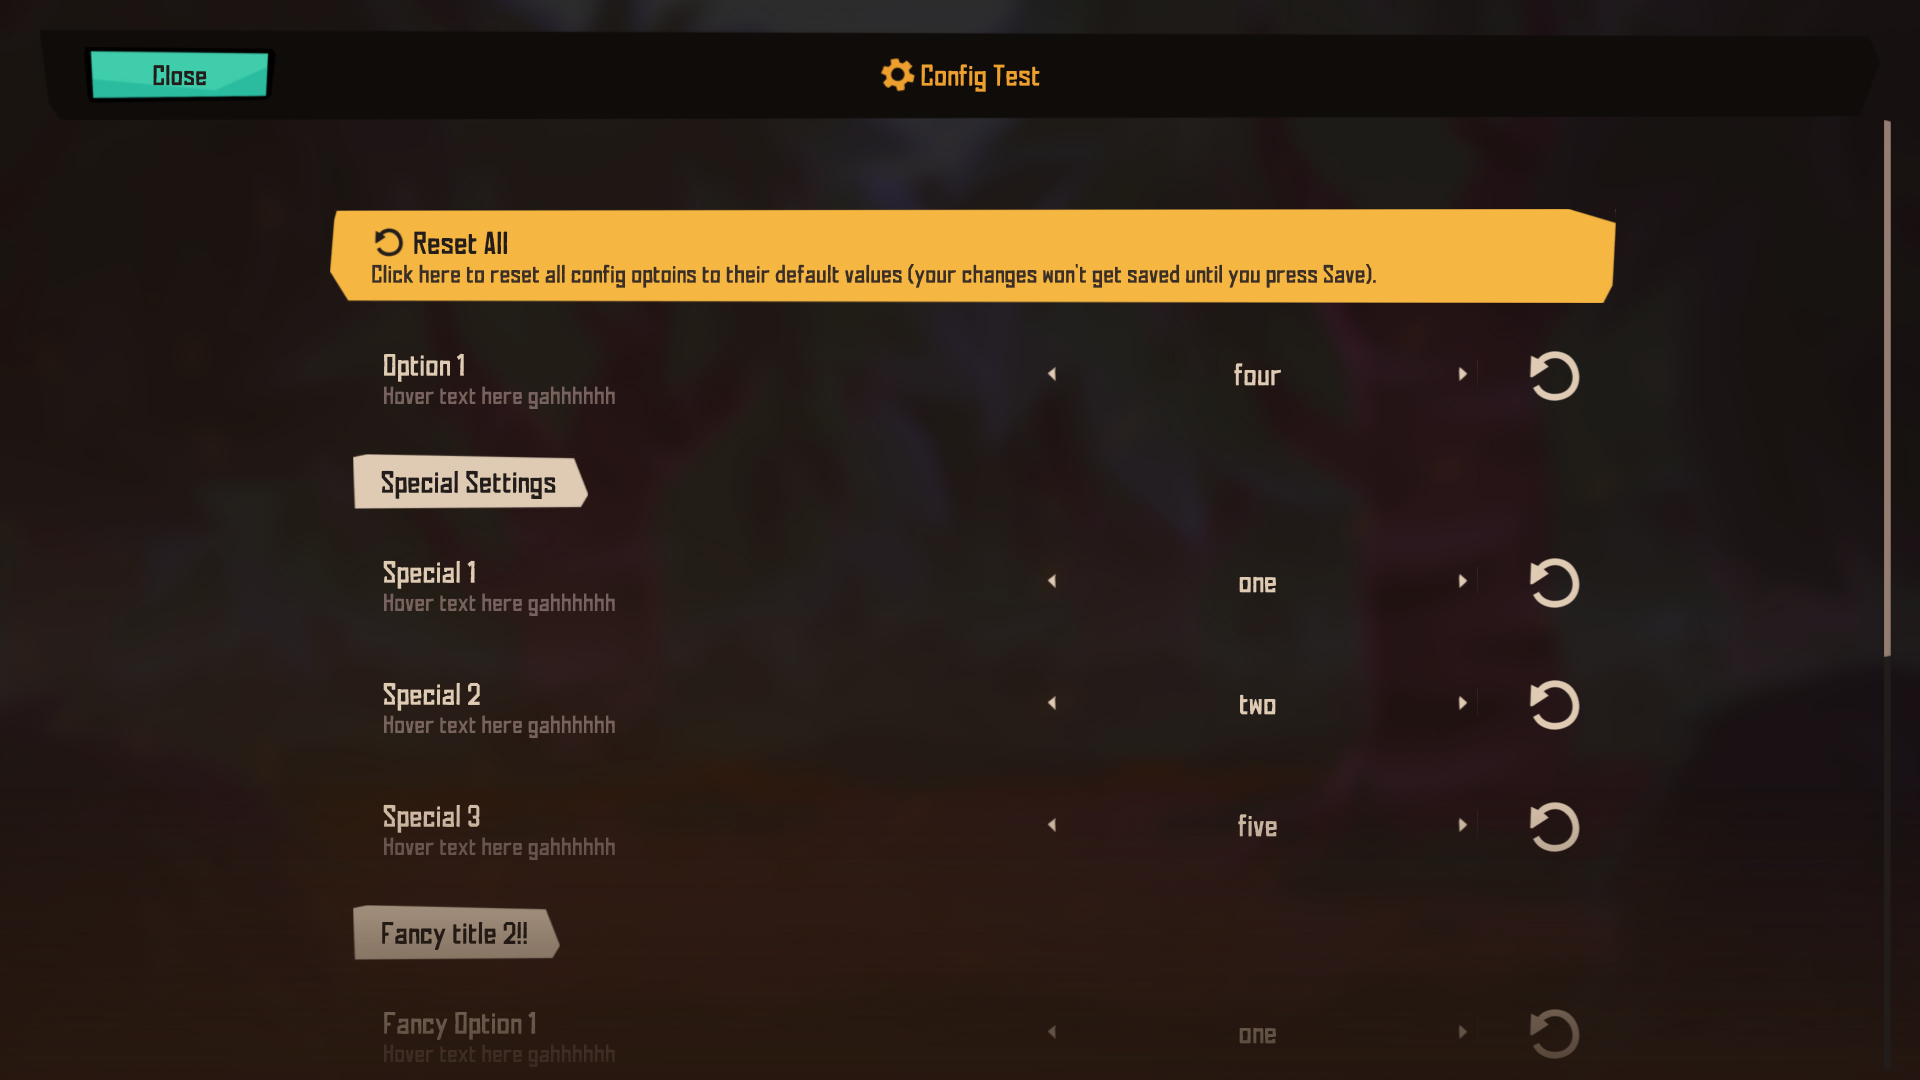 Close
Config Test
Reset All
Click here to reset all config optoins to their default values (your changes won't get saved until you press Save).
Option 1
Hover text here gahhhhhh
four
Special Settings
Special 1
Hover text here gahhhhhh
one
Special 2
Hover text here gahhhhhh
two
Special 3
Hover text here gahhhhhh
five
Fancy title 2!!
Fancy Option 1
Hover text here gahhhhhh
one